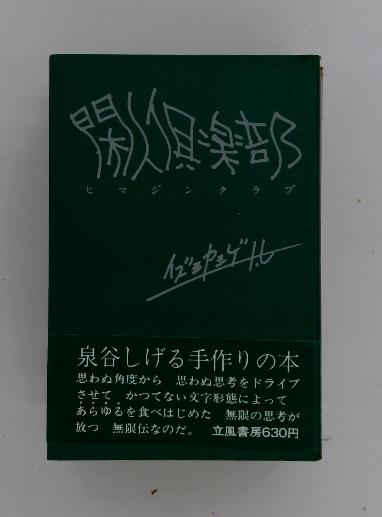 閑人倶楽部
ヒマジンクラブ
イズミヤシゲル
泉谷しげる手作りの本
思わぬ角度から　思わぬ思考をドライブ
させて　かつてない文字形態によって
あらゆるを食べはじめた　無限の思考が
放つ　無限伝なのだ。　立風書房630円